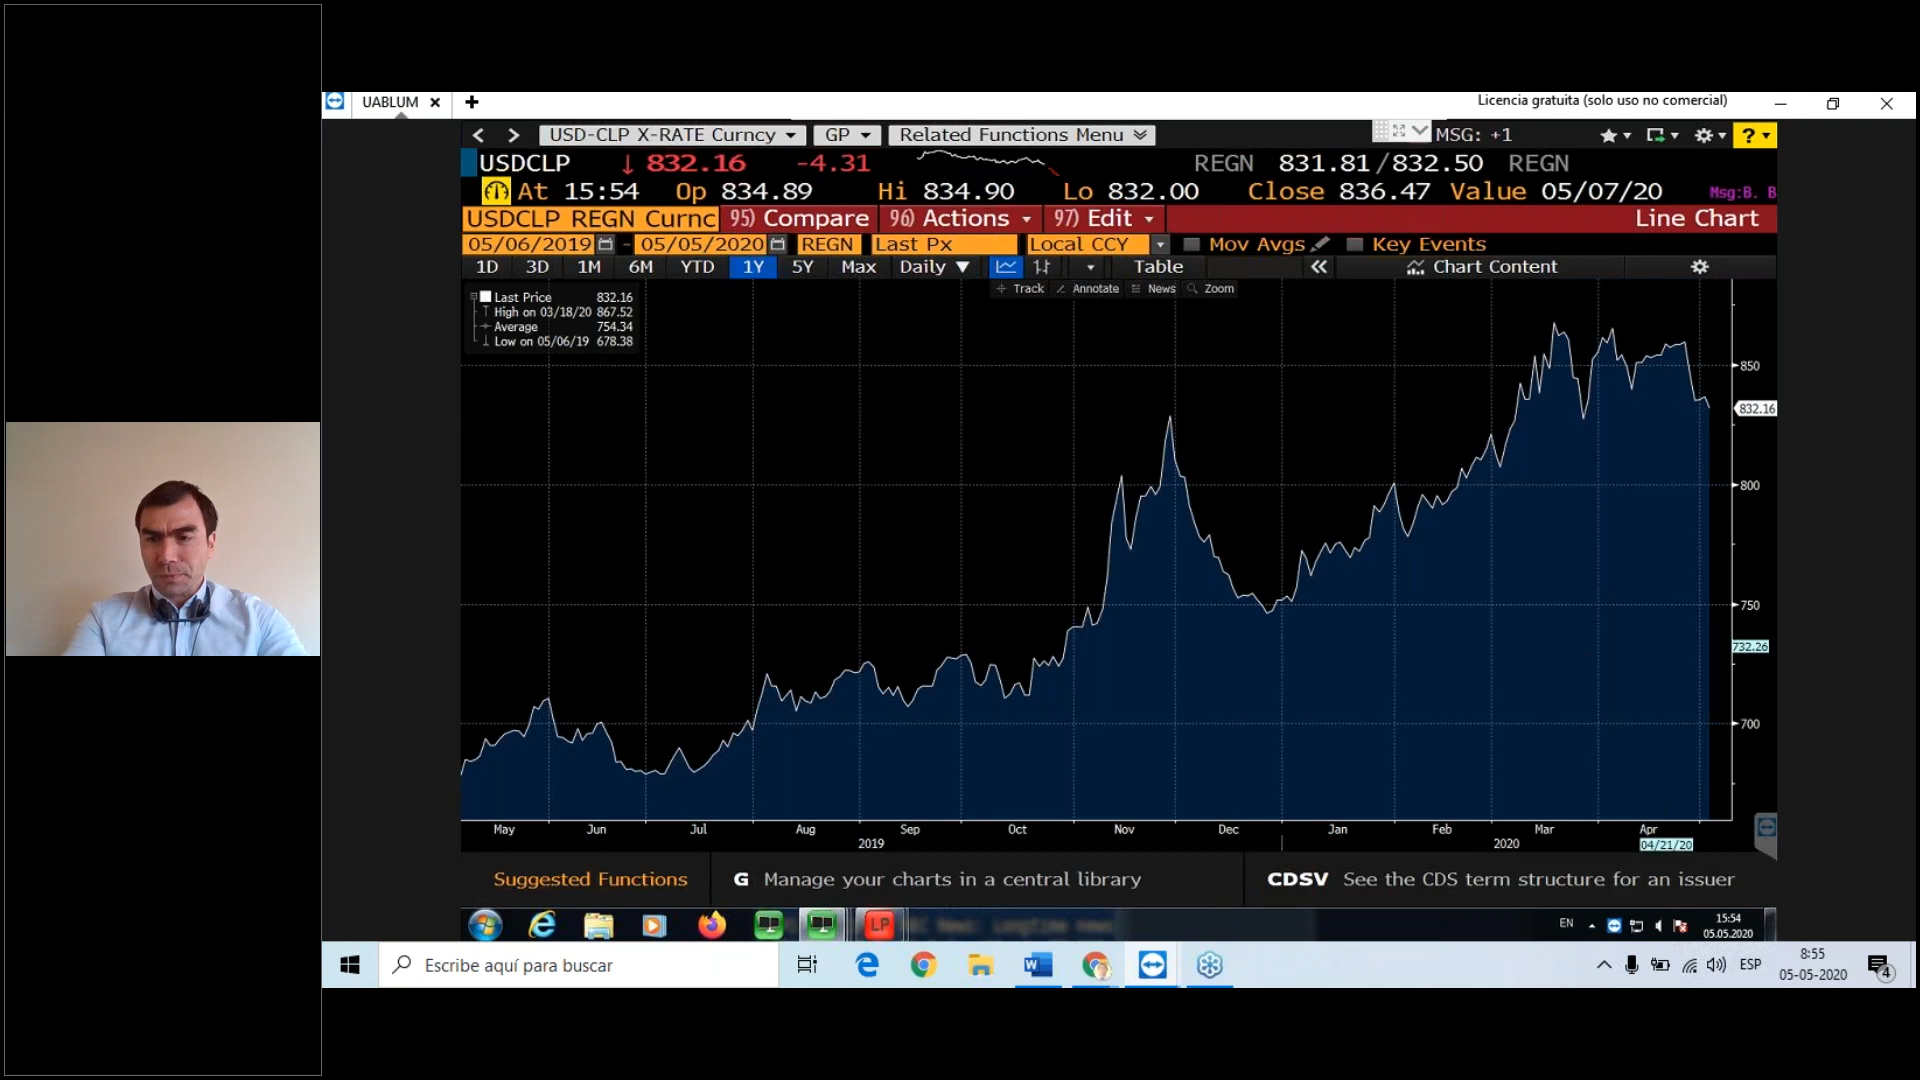 UABLUM
Licencia gratuita (solo uso no comercial)
USD-CLP X-RATE Curncy GP Related Functions Menu MSG: +1 ?
USDCLP ↓ 832.16 -4.31 REGN 831.81/832.50 REGN
At 15:54 Op 834.89 Hi 834.90 Lo 832.00 Close 836.47 Value 05/07/20 Msg:B. B
USDCLP REGN Curnc 95) Compare 96) Actions 97) Edit Line Chart
05/06/2019 - 05/05/2020 REGN Last Px Local CCY Mov Avgs Key Events
1D 3D 1M 6M YTD 1Y 5Y Max Daily Table Chart Content
Track Annotate News Zoom
Last Price 832.16
High on 03/18/20 867.52
Average 754.34
Low on 05/06/19 678.38
850
832.16
800
750
732.26
700
May Jun Jul Aug Sep Oct Nov Dec Jan Feb Mar Apr
2019 2020 04/21/20
Suggested Functions G Manage your charts in a central library CDSV See the CDS term structure for an issuer
LP
EN 15:54
05.05.2020
Escribe aquí para buscar
ESP 8:55
05-05-2020 4